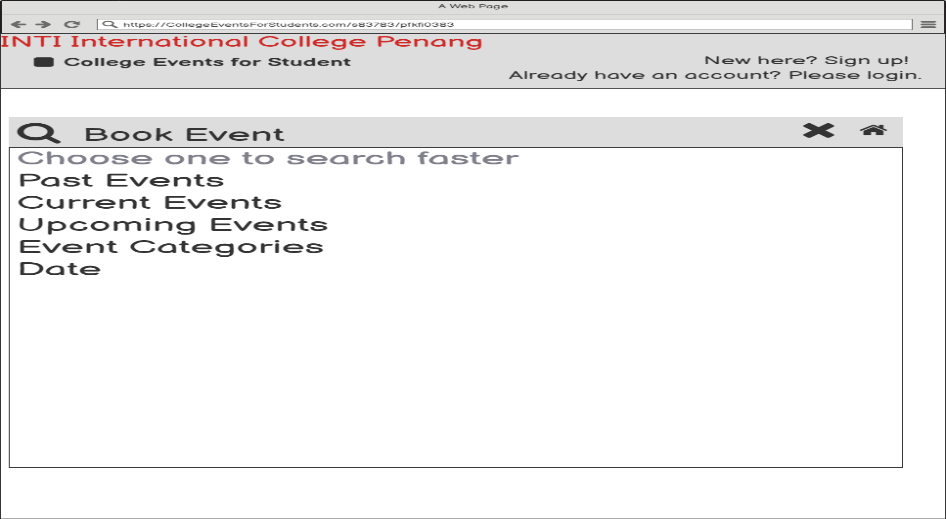 A Web Page
https://CollegeEventsForStudents.com/s83783/pfkfi0383
INTI International College Penang
College Events for Student
New here? Sign up!
Already have an account? Please login.
Book Event
Choose one to search faster
Past Events
Current Events
Upcoming Events
Event Categories
Date